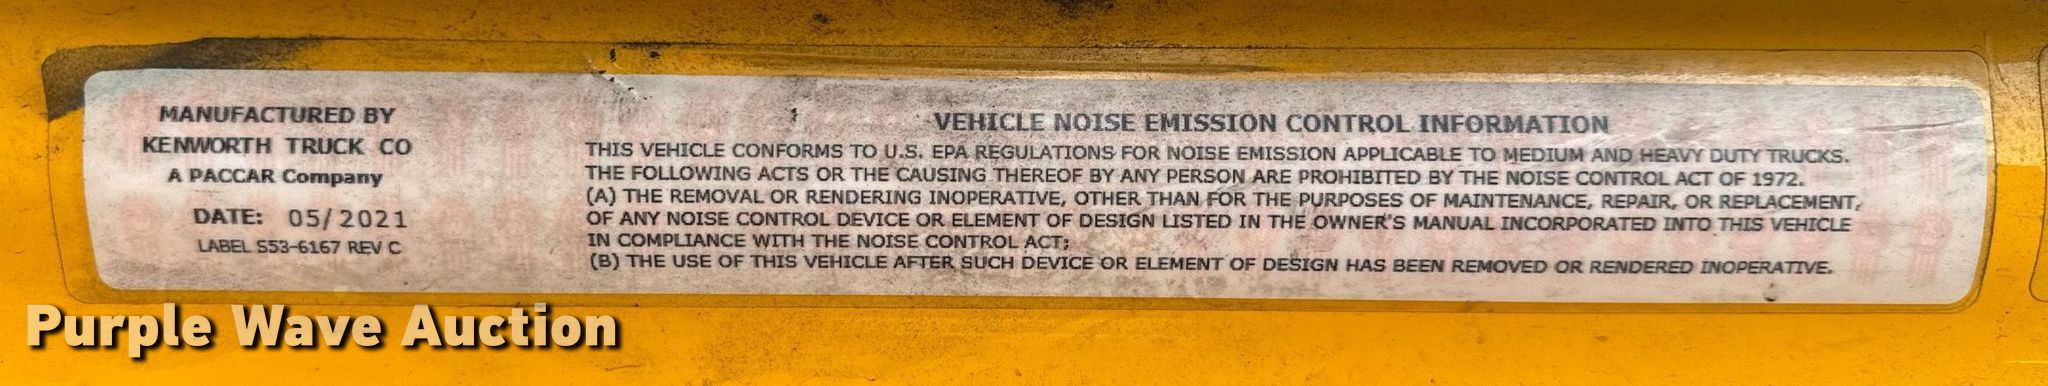 MANUFACTURED BY
KENWORTH TRUCK CO
A PACCAR Company
DATE: 05/2021
LABEL S53-6167 REV C
VEHICLE NOISE EMISSION CONTROL INFORMATION
THIS VEHICLE CONFORMS TO U.S. EPA REGULATIONS FOR NOISE EMISSION APPLICABLE TO MEDIUM AND HEAVY DUTY TRUCKS.
THE FOLLOWING ACTS OR THE CAUSING THEREOF BY ANY PERSON ARE PROHIBITED BY THE NOISE CONTROL ACT OF 1972.
(A) THE REMOVAL OR RENDERING INOPERATIVE, OTHER THAN FOR THE PURPOSES OF MAINTENANCE, REPAIR, OR REPLACEMENT,
OF ANY NOISE CONTROL DEVICE OR ELEMENT OF DESIGN LISTED IN THE OWNER'S MANUAL INCORPORATED INTO THIS VEHICLE
IN COMPLIANCE WITH THE NOISE CONTROL ACT;
(B) THE USE OF THIS VEHICLE AFTER SUCH DEVICE OR ELEMENT OF DESIGN HAS BEEN REMOVED OR RENDERED INOPERATIVE.
Purple Wave Auction